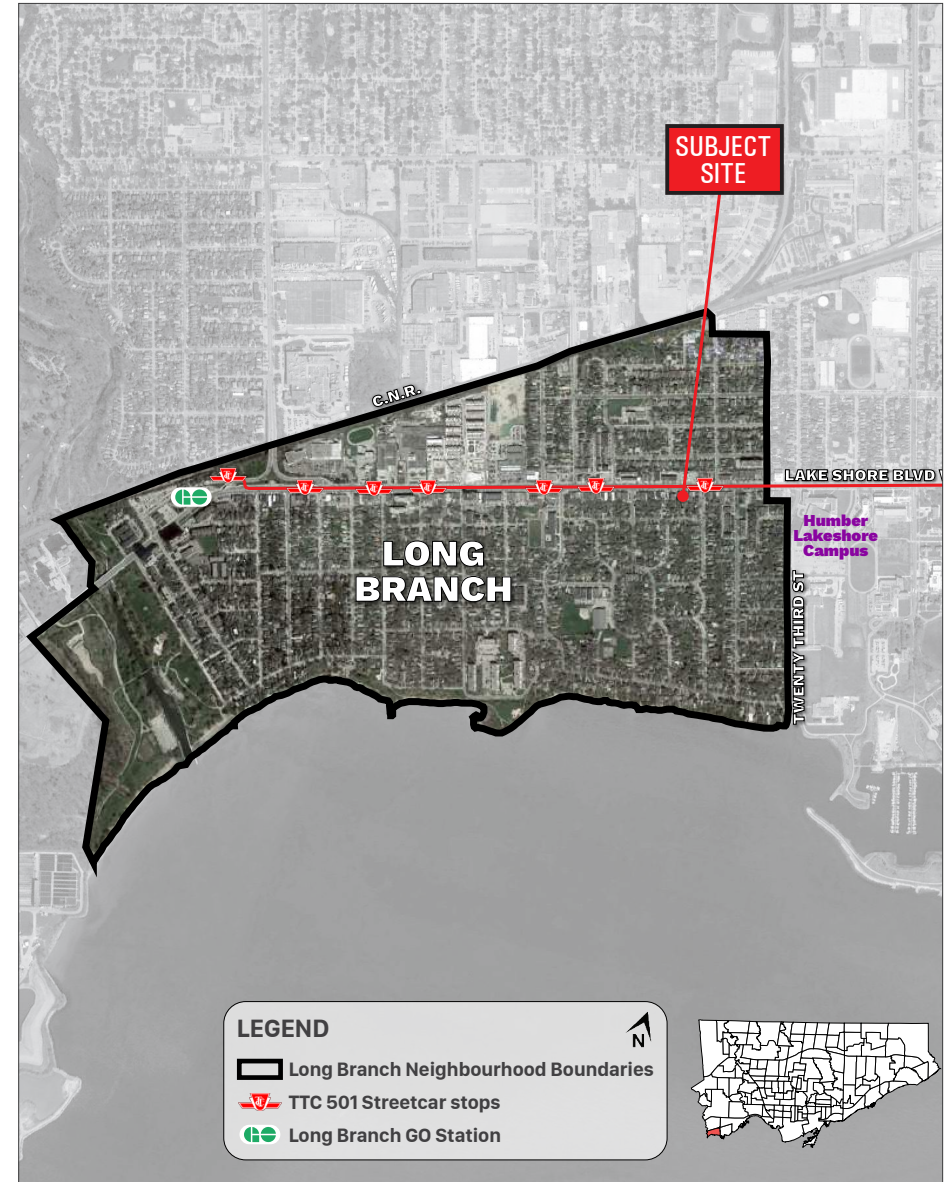 SUBJECT
SITE
C.N.R.
LAKE SHORE BLVD
Humber
Lakeshore
Campus
LONG
BRANCH
TWENTY THIRD ST
LEGEND
N
Long Branch Neighbourhood Boundaries
TTC 501 Streetcar stops
GO Long Branch GO Station